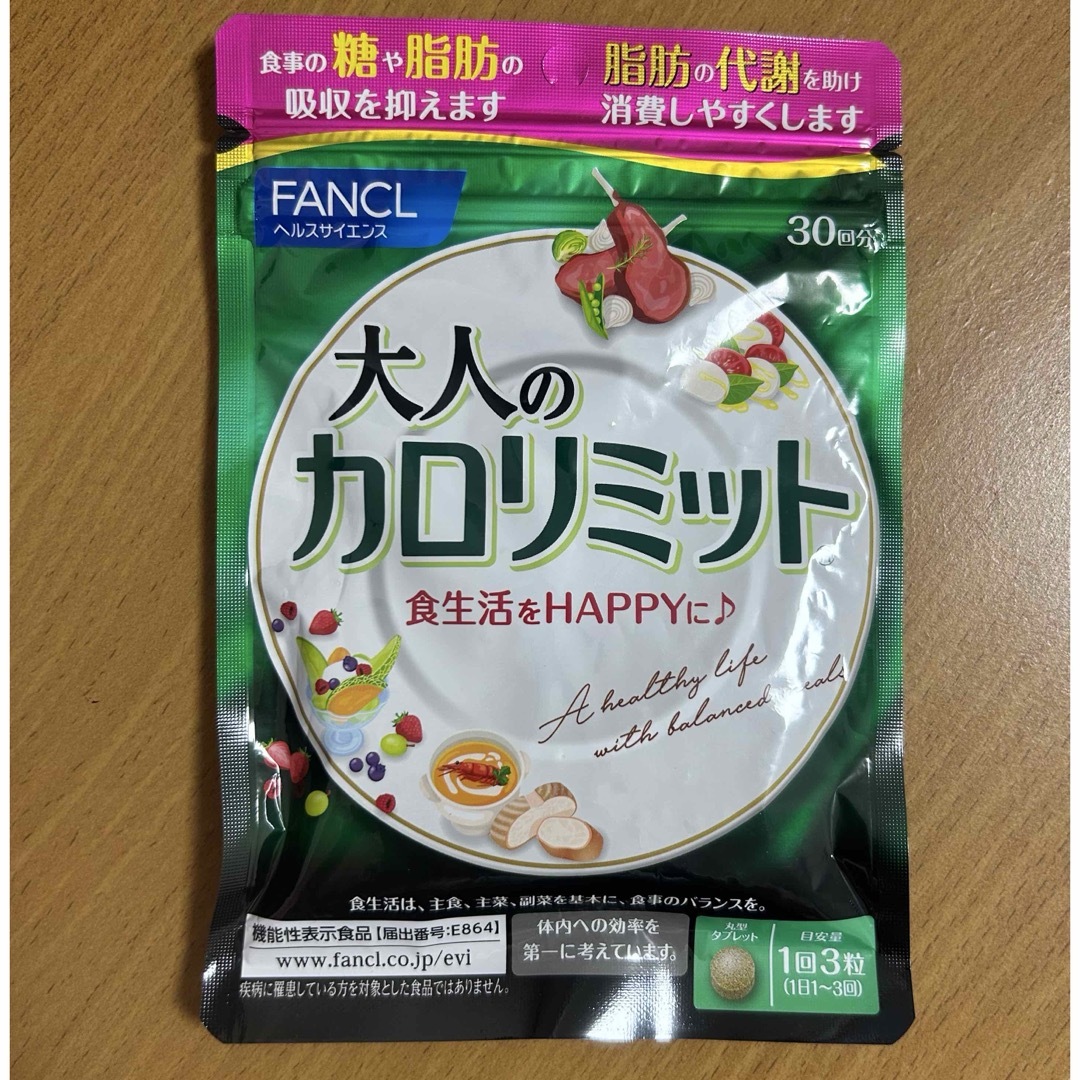 食事の糖や脂肪の
吸収を抑えます
脂肪の代謝を助け
消費しやすくします
FANCL
ヘルスサイエンス
30回分
大人の
カロリミット
食生活をHAPPYに♪
A healthy life
with balanced meals
食生活は、主食、主菜、副菜を基本に、食事のバランスを。
機能性表示食品【届出番号:E864】
www.fancl.co.jp/evi
疾病に罹患している方を対象とした食品ではありません。
体内への効率を
第一に考えています。
丸型
タブレット
目安量
1回3粒
(1日1～3回)